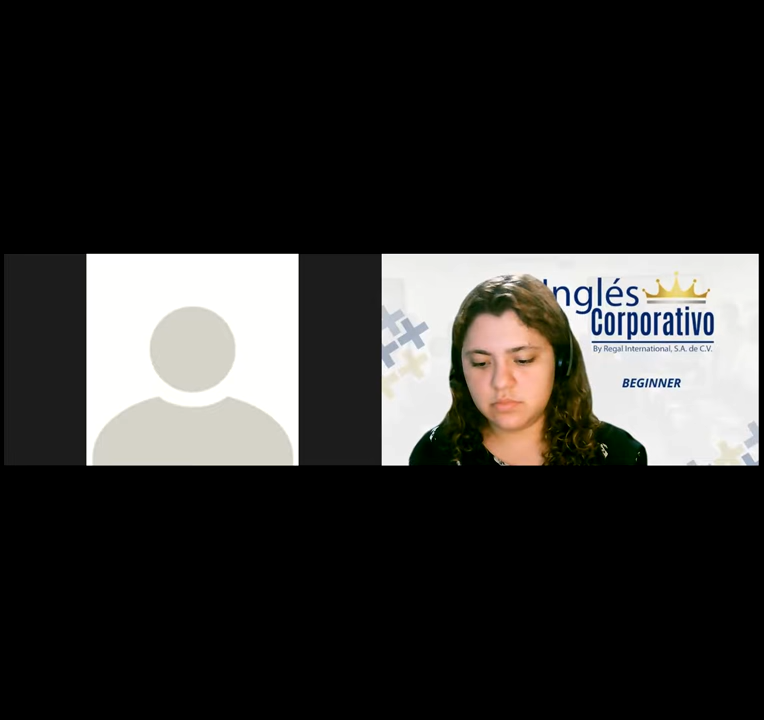 Inglés
Corporativo
By Regal International, S.A. de C.V.
BEGINNER